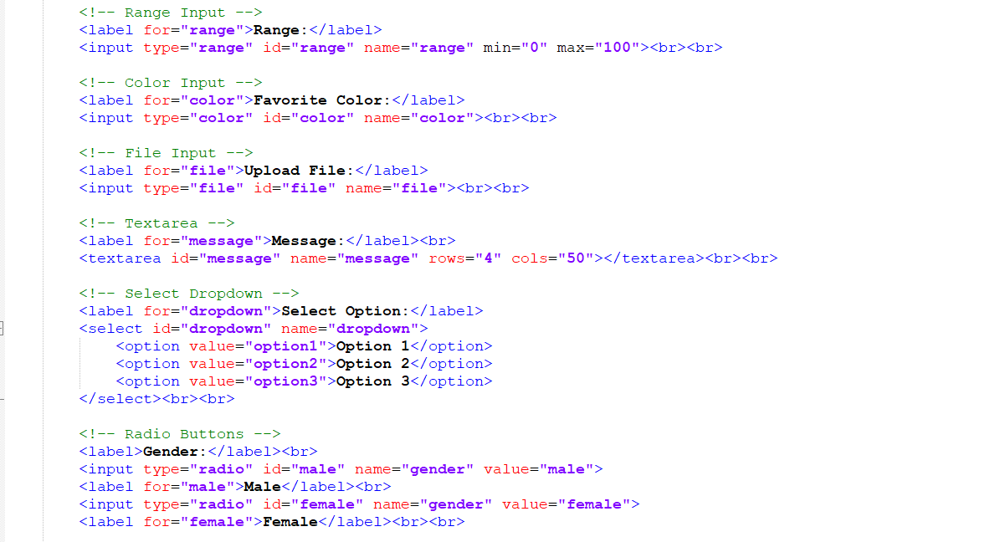 <!-- Range Input -->
<label for="range">Range:</label>
<input type="range" id="range" name="range" min="0" max="100"><br><br>
<!-- Color Input -->
<label for="color">Favorite Color:</label>
<input type="color" id="color" name="color"><br><br>
<!-- File Input -->
<label for="file">Upload File:</label>
<input type="file" id="file" name="file"><br><br>
<!-- Textarea -->
<label for="message">Message:</label><br>
<textarea id="message" name="message" rows="4" cols="50"></textarea><br><br>
<!-- Select Dropdown -->
<label for="dropdown">Select Option:</label>
<select id="dropdown" name="dropdown">
    <option value="option1">Option 1</option>
    <option value="option2">Option 2</option>
    <option value="option3">Option 3</option>
</select><br><br>
<!-- Radio Buttons -->
<label>Gender:</label><br>
<input type="radio" id="male" name="gender" value="male">
<label for="male">Male</label><br>
<input type="radio" id="female" name="gender" value="female">
<label for="female">Female</label><br><br>